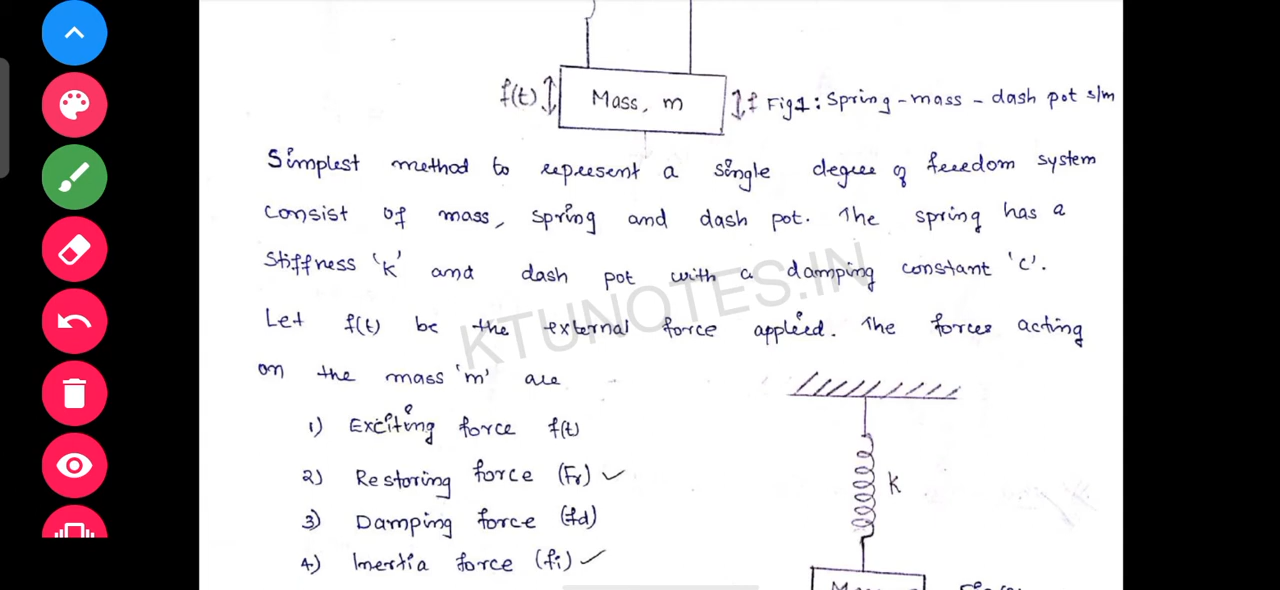 f(t)
Mass, m
Fig1: Spring-mass-dash pot s/m
Simplest method to represent a single degree of freedom system
consist of mass, spring and dash pot. The spring has a
stiffness 'k' and dash pot with a damping constant 'c'.
Let f(t) be the external force applied. The forces acting
on the mass 'm' are
1) Exciting force f(t)
2) Restoring force (Fr) ✓
3) Damping force (fd)
4) Inertia force (fi) ✓
k
KTUNOTES.IN